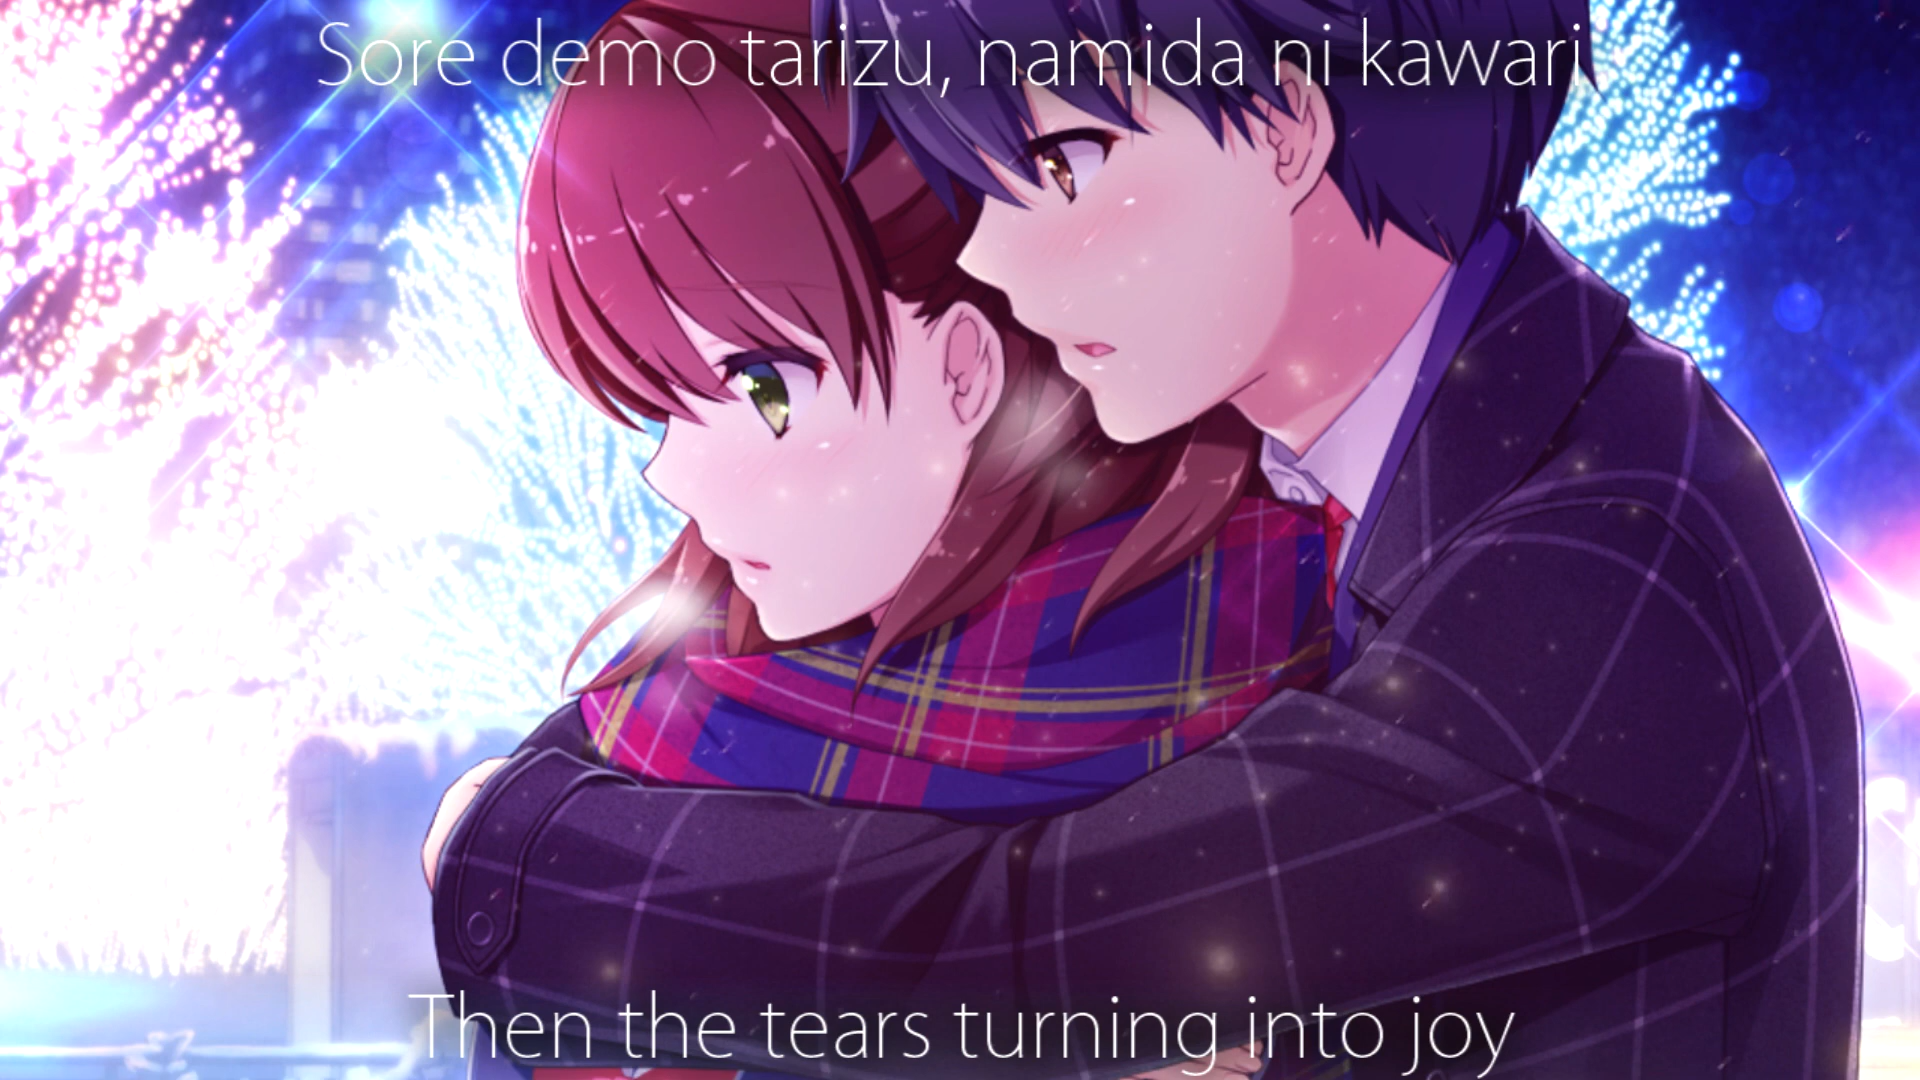 Sore demo tarizu, namida ni kawari
Then the tears turning into joy